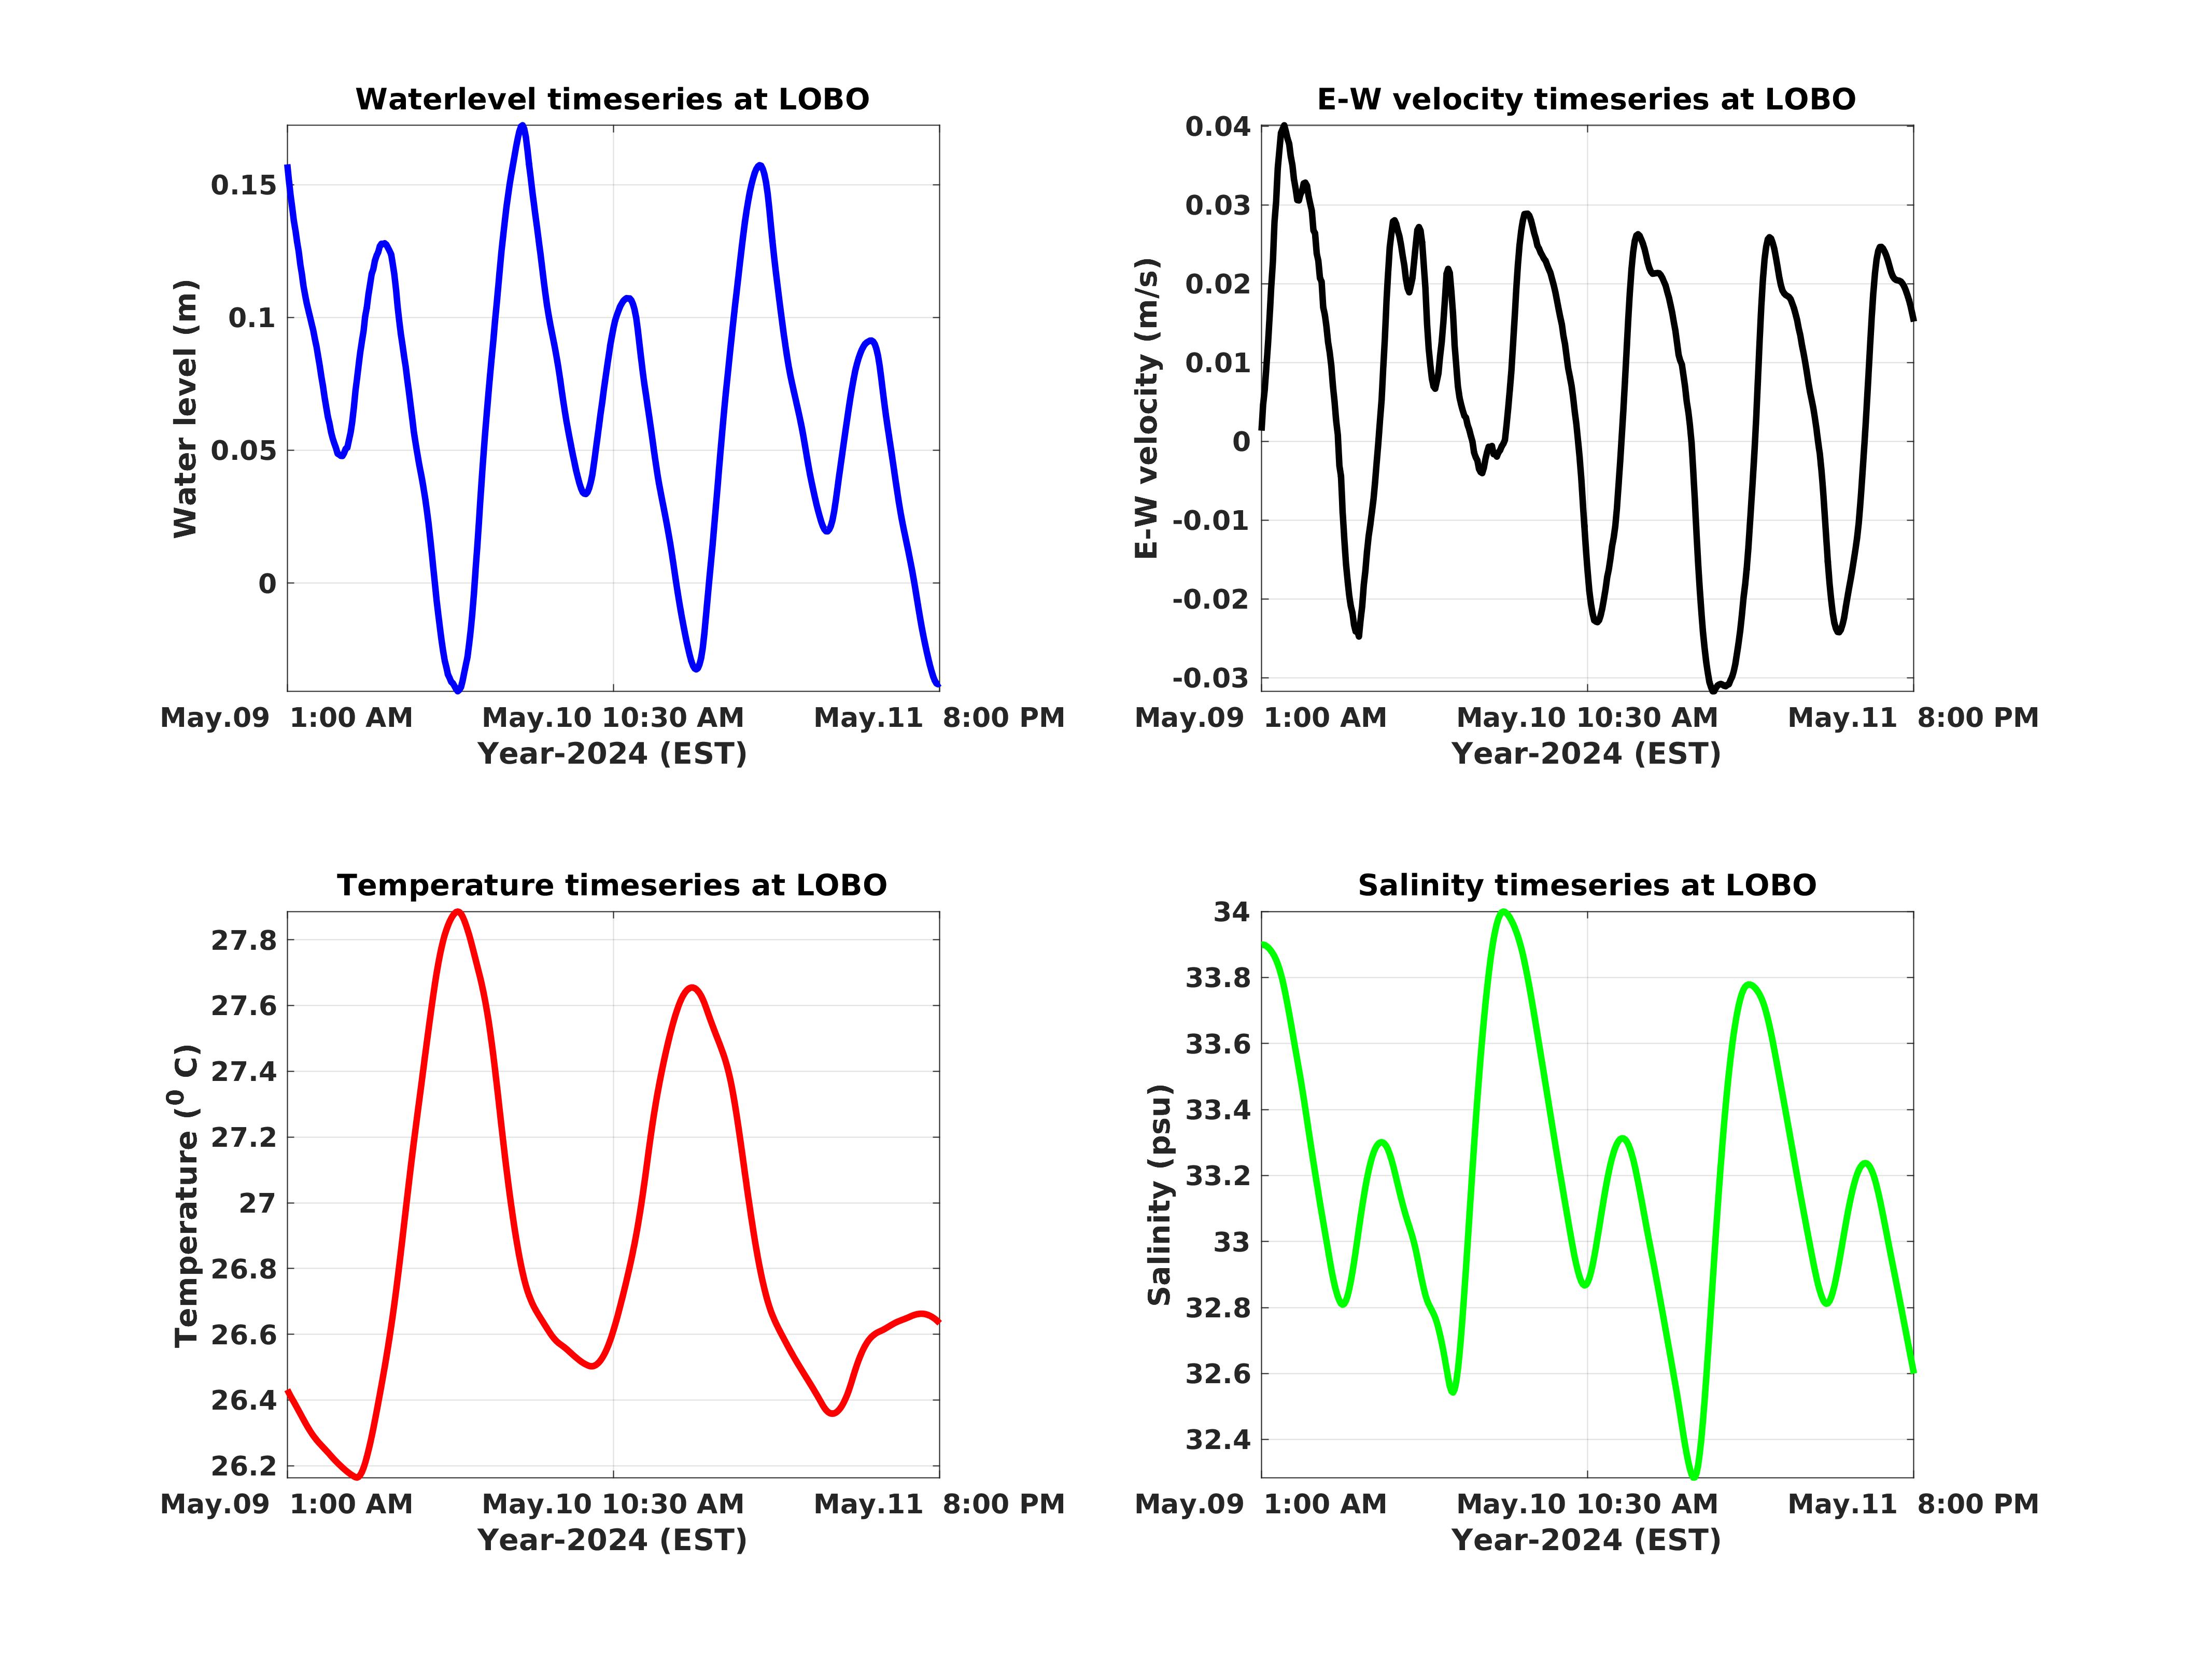 Waterlevel timeseries at LOBO
0.15
0.1
0.05
0
Water level (m)
May.09 1:00 AM
May.10 10:30 AM
May.11 8:00 PM
Year-2024 (EST)
E-W velocity timeseries at LOBO
0.04
0.03
0.02
0.01
0
-0.01
-0.02
-0.03
E-W velocity (m/s)
May.09 1:00 AM
May.10 10:30 AM
May.11 8:00 PM
Year-2024 (EST)
Temperature timeseries at LOBO
27.8
27.6
27.4
27.2
27
26.8
26.6
26.4
26.2
Temperature (⁰ C)
May.09 1:00 AM
May.10 10:30 AM
May.11 8:00 PM
Year-2024 (EST)
Salinity timeseries at LOBO
34
33.8
33.6
33.4
33.2
33
32.8
32.6
32.4
Salinity (psu)
May.09 1:00 AM
May.10 10:30 AM
May.11 8:00 PM
Year-2024 (EST)